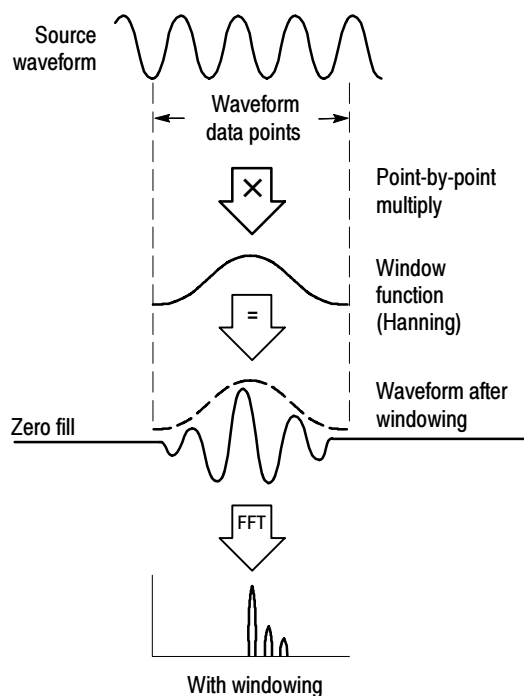 Source
waveform
Waveform
data points
×
Point-by-point
multiply
Window
function
(Hanning)
=
Waveform after
windowing
Zero fill
FFT
With windowing